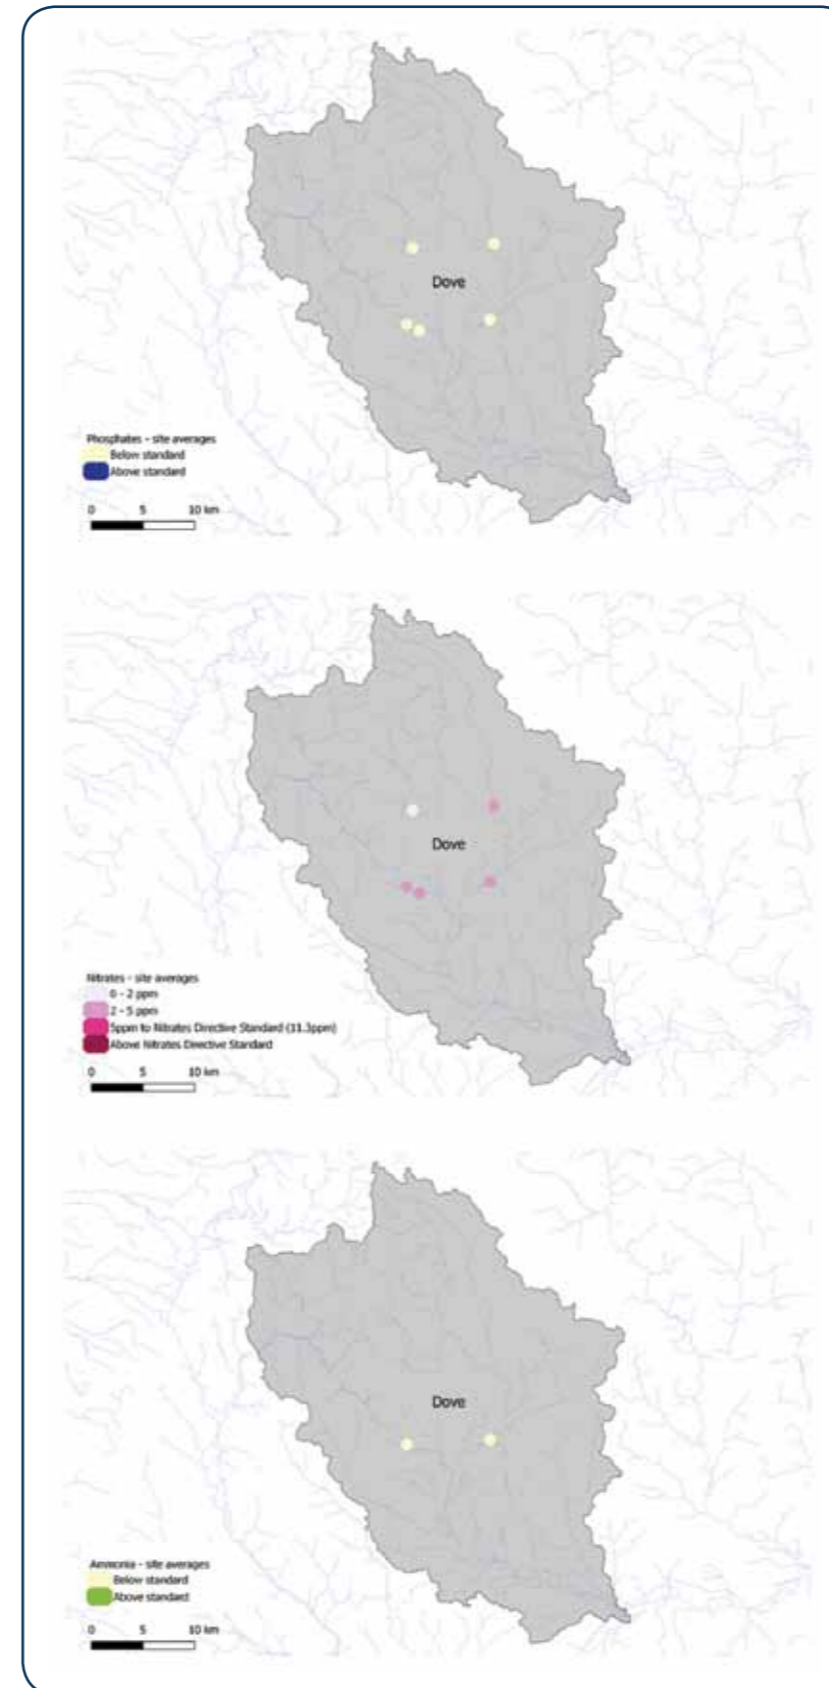 Dove
Phosphates - site averages
Below standard
Above standard
0 5 10 km
Dove
Nitrates - site averages
0 - 2 ppm
2 - 5 ppm
5ppm to Nitrates Directive Standard (11.3ppm)
Above Nitrates Directive Standard
0 5 10 km
Dove
Ammonia - site averages
Below standard
Above standard
0 5 10 km